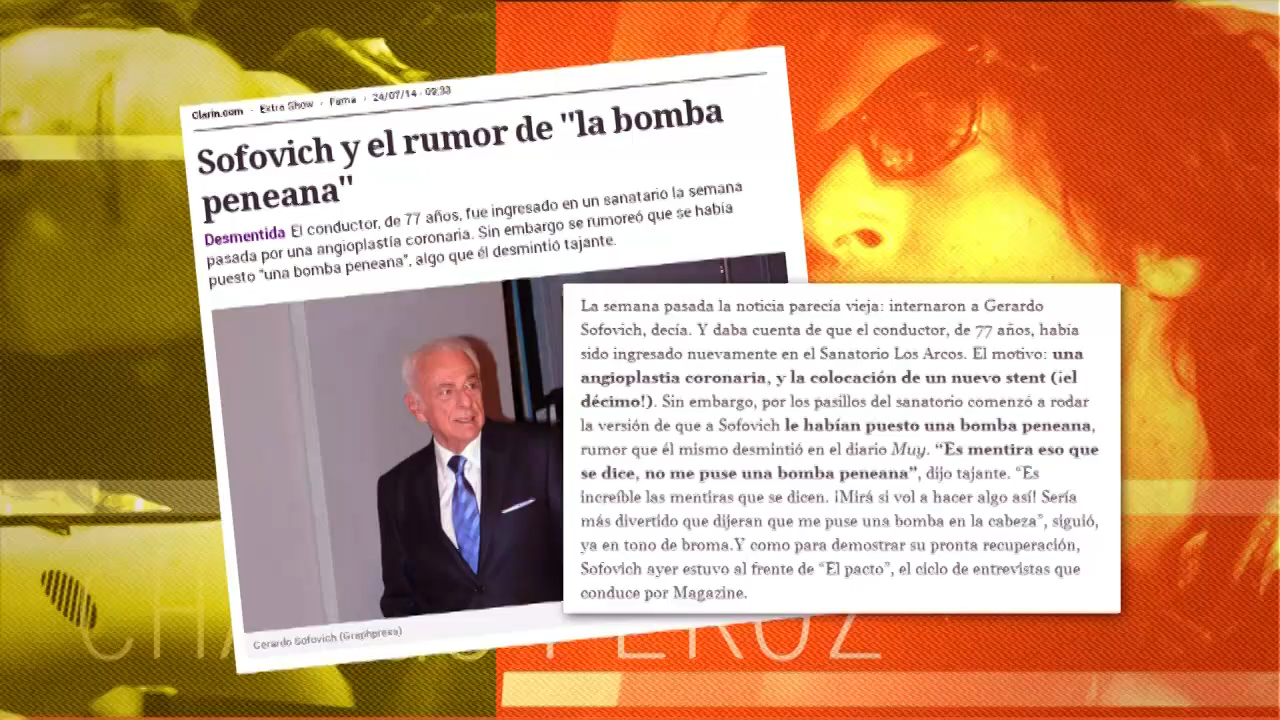 Clarin.com · Extra Show · Fama · 24/07/14 - 09:33
Sofovich y el rumor de "la bomba
peneana"
Desmentida El conductor, de 77 años, fue ingresado en un sanatario la semana
pasada por una angioplastía coronaria. Sin embargo se rumoreó que se había
puesto "una bomba peneana", algo que él desmintió tajante.
La semana pasada la noticia parecía vieja: internaron a Gerardo
Sofovich, decía. Y daba cuenta de que el conductor, de 77 años, había
sido ingresado nuevamente en el Sanatorio Los Arcos. El motivo: una
angioplastia coronaria, y la colocación de un nuevo stent (¡el
décimo!). Sin embargo, por los pasillos del sanatorio comenzó a rodar
la versión de que a Sofovich le habían puesto una bomba peneana,
rumor que él mismo desmintió en el diario Muy. “Es mentira eso que
se dice, no me puse una bomba peneana”, dijo tajante. “Es
increíble las mentiras que se dicen. ¡Mirá si vol a hacer algo así! Sería
más divertido que dijeran que me puse una bomba en la cabeza”, siguió,
ya en tono de broma.Y como para demostrar su pronta recuperación,
Sofovich ayer estuvo al frente de “El pacto”, el ciclo de entrevistas que
conduce por Magazine.
Gerardo Sofovich (Graphpress)